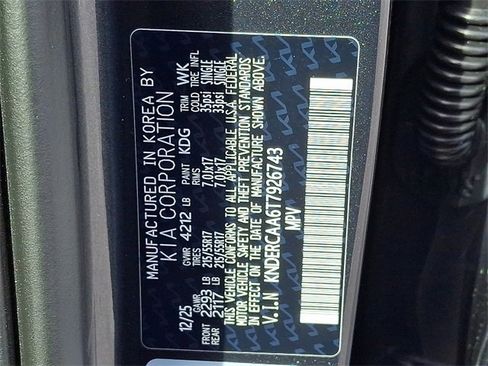 MANUFACTURED IN KOREA BY
KIA CORPORATION
12/25 GVWR 4212 LB PAINT KDG TRIM WK
GAWR TIRES RIMS COLD TIRE INFL
FRONT 2293 LB 215/55R17 7.0JX17 35psi SINGLE
REAR 2117 LB 215/55R17 7.0JX17 33psi SINGLE
THIS VEHICLE CONFORMS TO ALL APPLICABLE U.S.A FEDERAL
MOTOR VEHICLE SAFETY AND THEFT PREVENTION STANDARDS
IN EFFECT ON THE DATE OF MANUFACTURER SHOWN ABOVE.
V.I.N KNDERCAA6T7926743
MPV